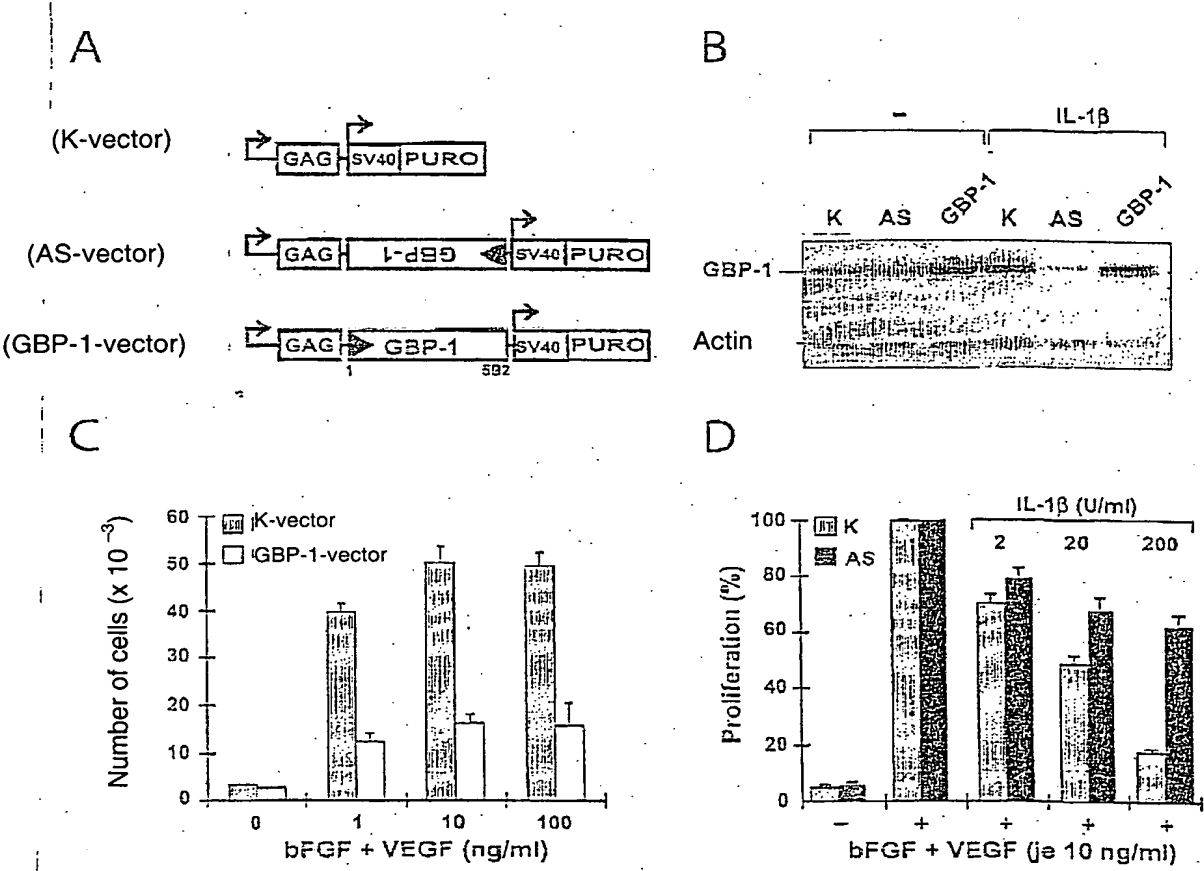 A
(K-vector)
GAG SV40 PURO
(AS-vector)
GAG GBP-1 SV40 PURO
(GBP-1-vector)
GAG GBP-1 SV40 PURO
1 592
B
- IL-1β
K AS GBP-1 K AS GBP-1
GBP-1
Actin
C
Number of cells (x 10⁻³)
60
50
40
30
20
10
0
K-vector
GBP-1-vector
0 1 10 100
bFGF + VEGF (ng/ml)
D
Proliferation (%)
100
80
60
40
20
0
K
AS
IL-1β (U/ml)
2 20 200
- + + + +
bFGF + VEGF (je 10 ng/ml)